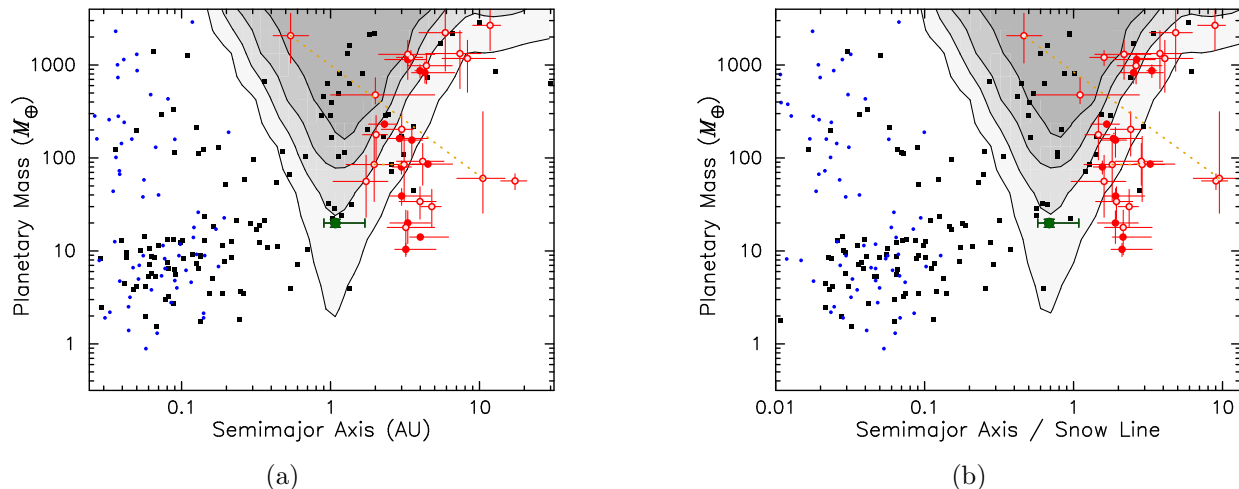 Planetary Mass (M⊕)
1000
100
10
1
0.1
1
10
Semimajor Axis (AU)
(a)
Planetary Mass (M⊕)
1000
100
10
1
0.01
0.1
1
10
Semimajor Axis / Snow Line
(b)